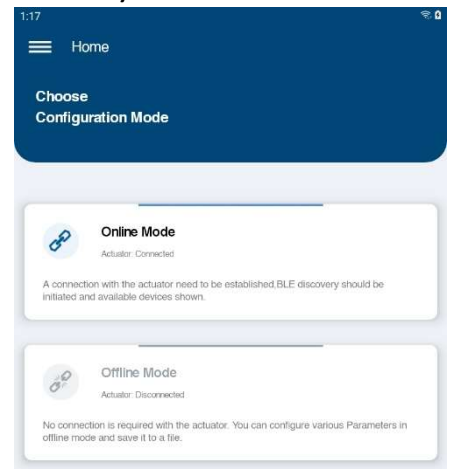 1:17
Home
Choose
Configuration Mode
Online Mode
Actuator: Connected
A connection with the actuator need to be established,BLE discovery should be
initiated and available devices shown.
Offline Mode
Actuator: Disconnected
No connection is required with the actuator. You can configure various Parameters in
offline mode and save it to a file.